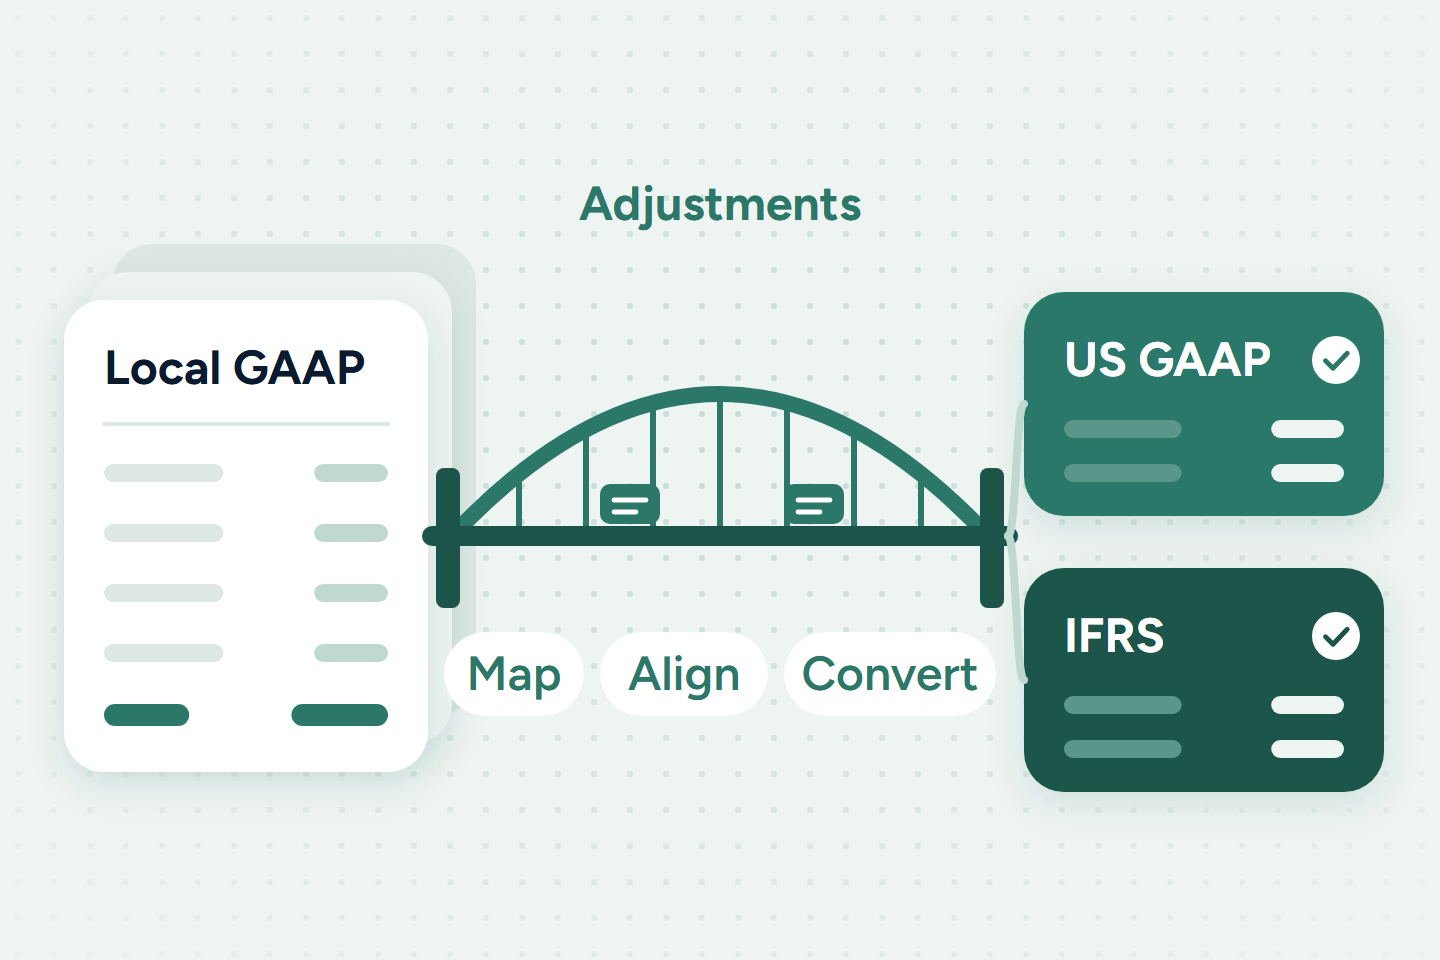 Adjustments
Local GAAP
US GAAP
IFRS
Map
Align
Convert